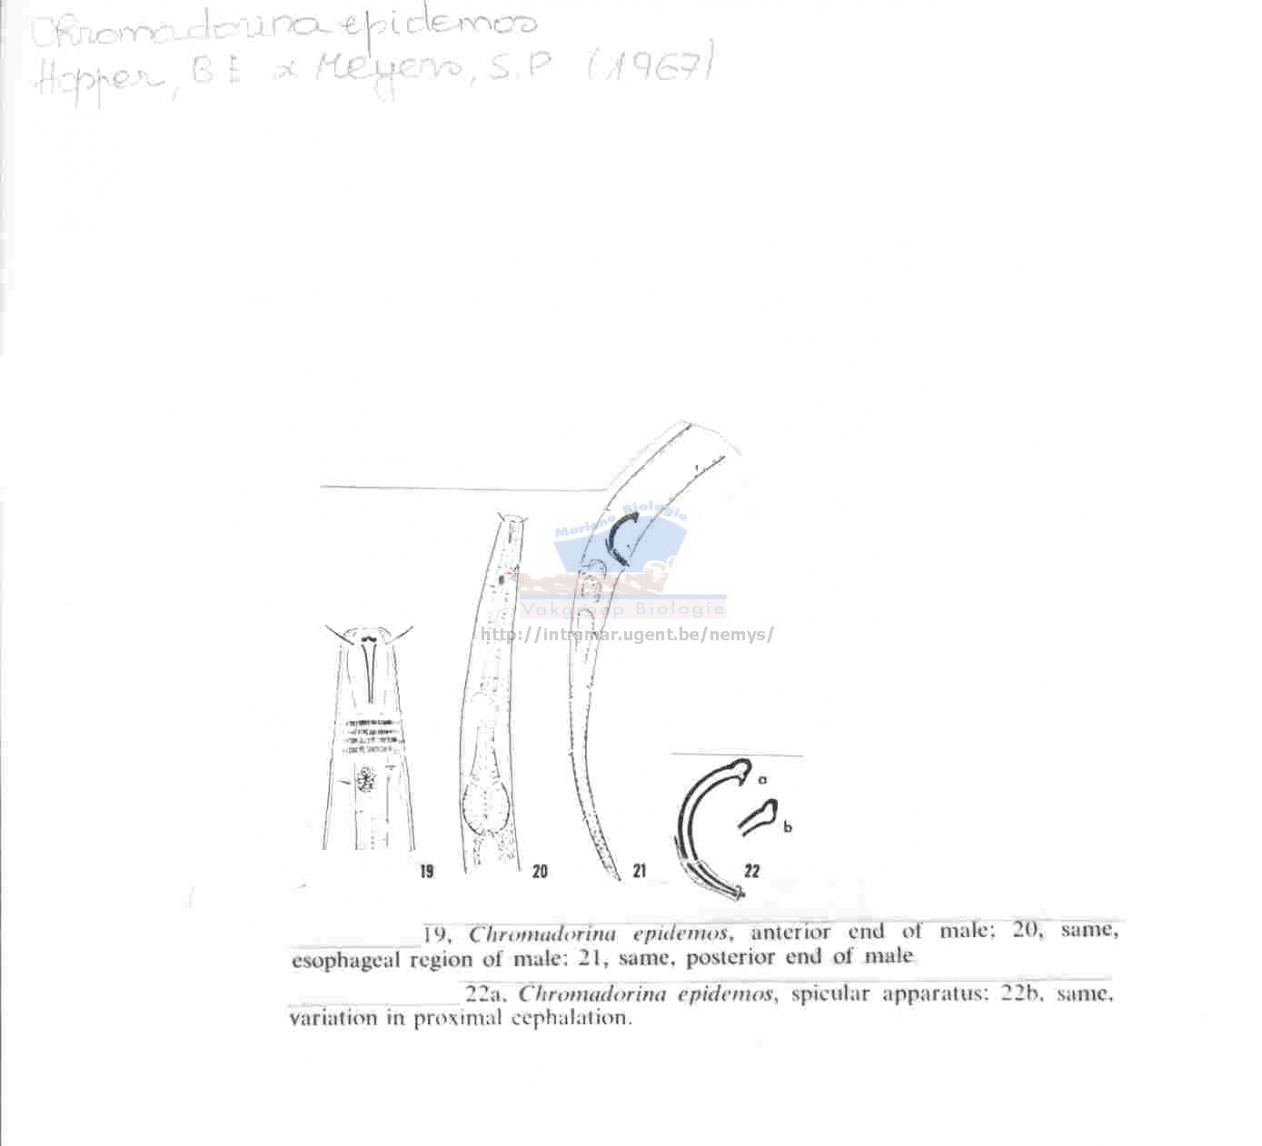 Chromadorina epidemos
Hopper, B E & Meyers, S.P (1967)
Mariene Biologie
Vakgroep Biologie
http://intramar.ugent.be/nemys/
a
b
19
20
21
22
19, Chromadorina epidemos, anterior end of male; 20, same,
esophageal region of male; 21, same, posterior end of male
22a, Chromadorina epidemos, spicular apparatus; 22b, same,
variation in proximal cephalation.